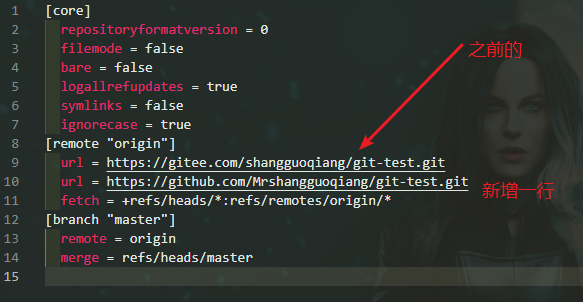 1 [core]
2 repositoryformatversion = 0
3 filemode = false
4 bare = false
5 logallrefupdates = true
6 symlinks = false
7 ignorecase = true
8 [remote "origin"]
9 url = https://gitee.com/shangguoqiang/git-test.git
之前的
10 url = https://github.com/Mrshangguoqiang/git-test.git
新增一行
11 fetch = +refs/heads/*:refs/remotes/origin/*
12 [branch "master"]
13 remote = origin
14 merge = refs/heads/master
15